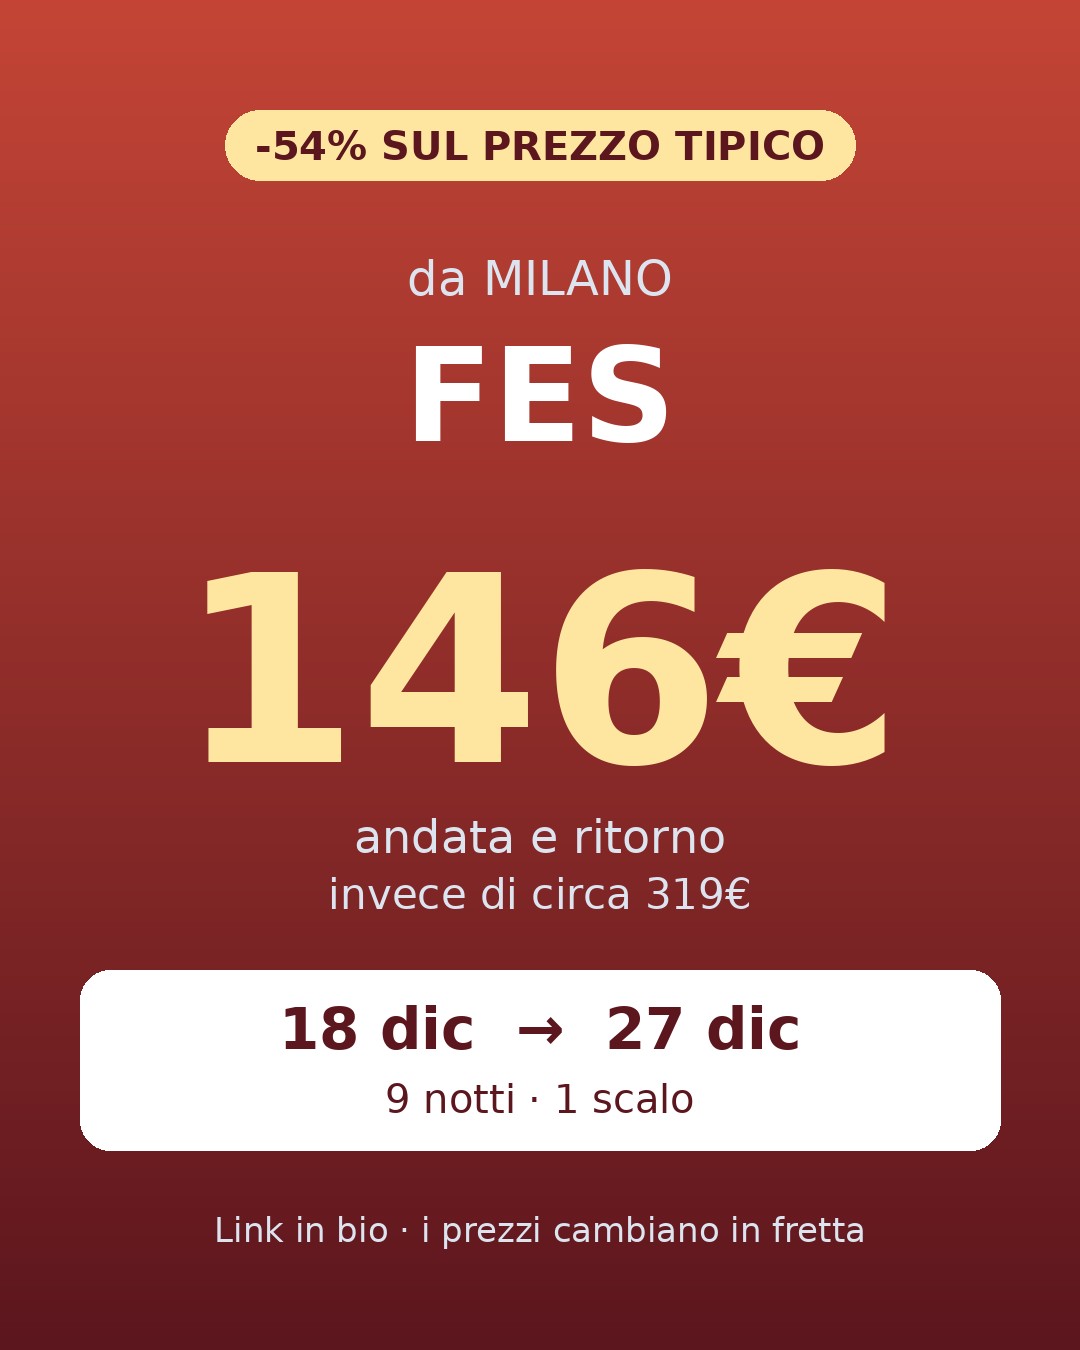 -54% SUL PREZZO TIPICO
da MILANO
FES
146€
andata e ritorno
invece di circa 319€
18 dic → 27 dic
9 notti · 1 scalo
Link in bio · i prezzi cambiano in fretta